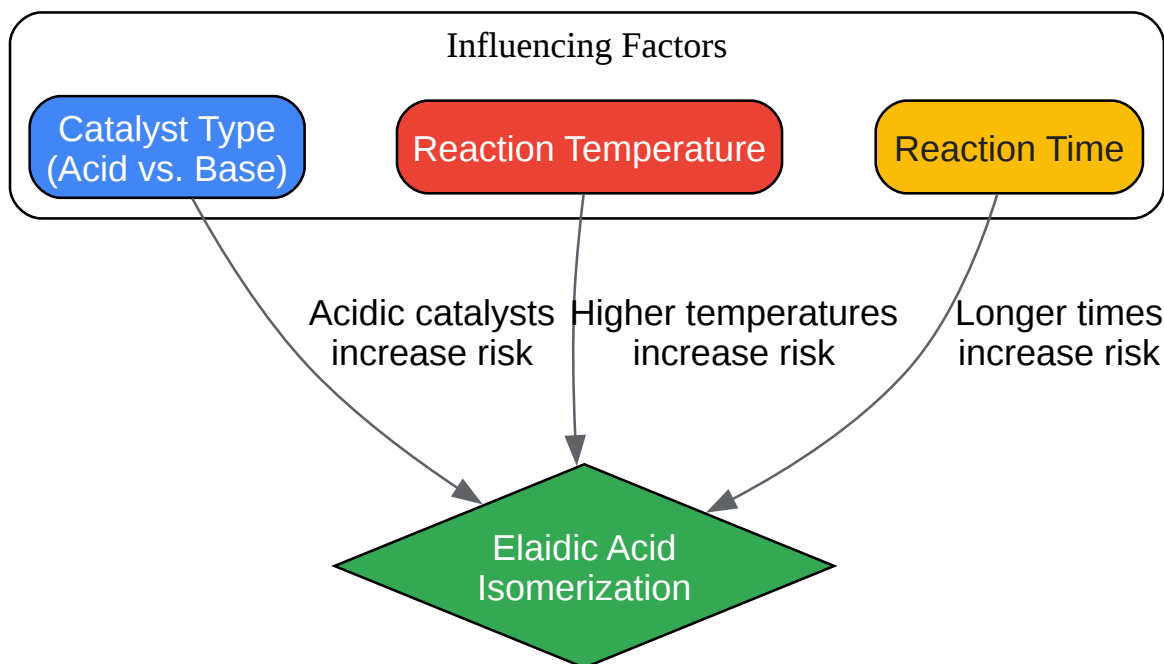 Influencing Factors
Catalyst Type
(Acid vs. Base)
Reaction Temperature
Reaction Time
Acidic catalysts
increase risk
Higher temperatures
increase risk
Longer times
increase risk
Elaidic Acid
Isomerization